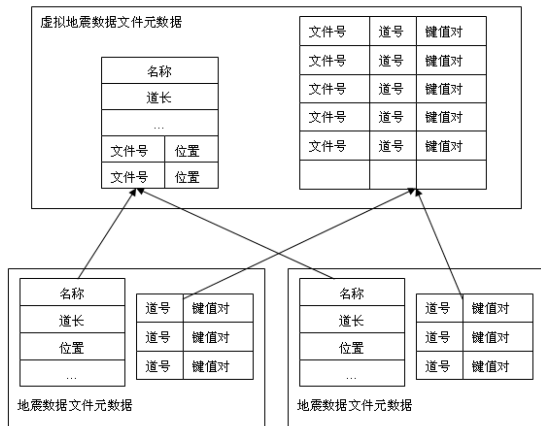 虚拟地震数据文件元数据
名称
道长
...
文件号 位置
文件号 位置
文件号 道号 键值对
文件号 道号 键值对
文件号 道号 键值对
文件号 道号 键值对
文件号 道号 键值对
名称
道长
位置
...
道号 键值对
道号 键值对
道号 键值对
地震数据文件元数据
名称
道长
位置
...
道号 键值对
道号 键值对
道号 键值对
地震数据文件元数据